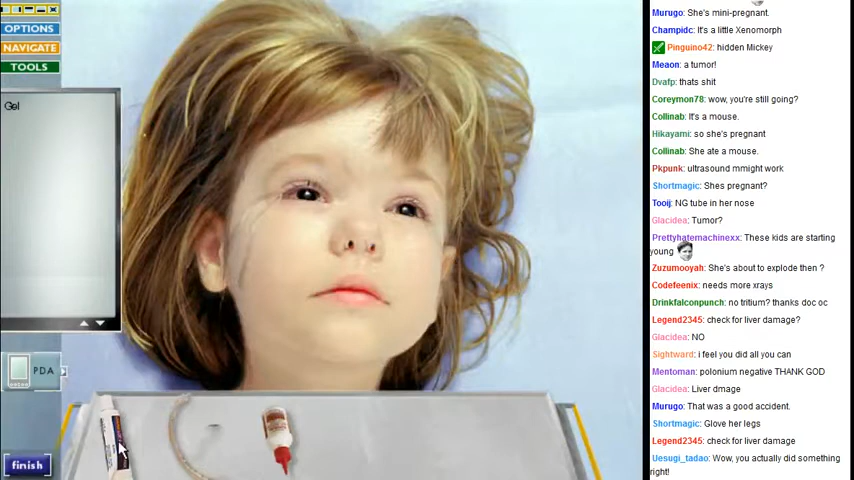 OPTIONS
NAVIGATE
TOOLS
Gel
PDA
finish
Murugo: She's mini-pregnant.
Champidc: It's a little Xenomorph
Pinguino42: hidden Mickey
Meaon: a tumor!
Dvafp: thats shit
Coreymon78: wow, you're still going?
Collinab: It's a mouse.
Hikayami: so she's pregnant
Collinab: She ate a mouse.
Pkpunk: ultrasound mmight work
Shortmagic: Shes pregnant?
Tooij: NG tube in her nose
Glacidea: Tumor?
Prettyhatemachinexx: These kids are starting
young
Zuzumooyah: She's about to explode then ?
Codefeenix: needs more xrays
Drinkfalconpunch: no tritium? thanks doc oc
Legend2345: check for liver damage?
Glacidea: NO
Sightward: i feel you did all you can
Mentoman: polonium negative THANK GOD
Glacidea: Liver dmage
Murugo: That was a good accident.
Shortmagic: Glove her legs
Legend2345: check for liver damage
Uesugi_tadao: Wow, you actually did something
right!